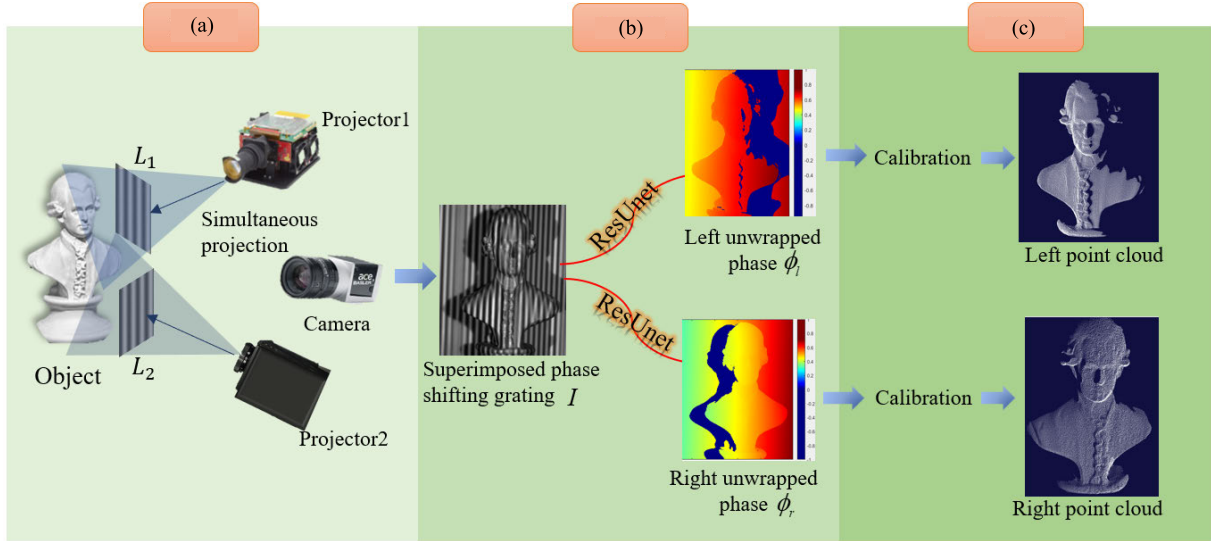 (a)
(b)
(c)
Projector1
L₁
Simultaneous
projection
ace
BASLER
Camera
L₂
Object
Projector2
Superimposed phase
shifting grating I
ResUnet
ResUnet
Left unwrapped
phase ϕₗ
Right unwrapped
phase ϕᵣ
Calibration
Left point cloud
Calibration
Right point cloud